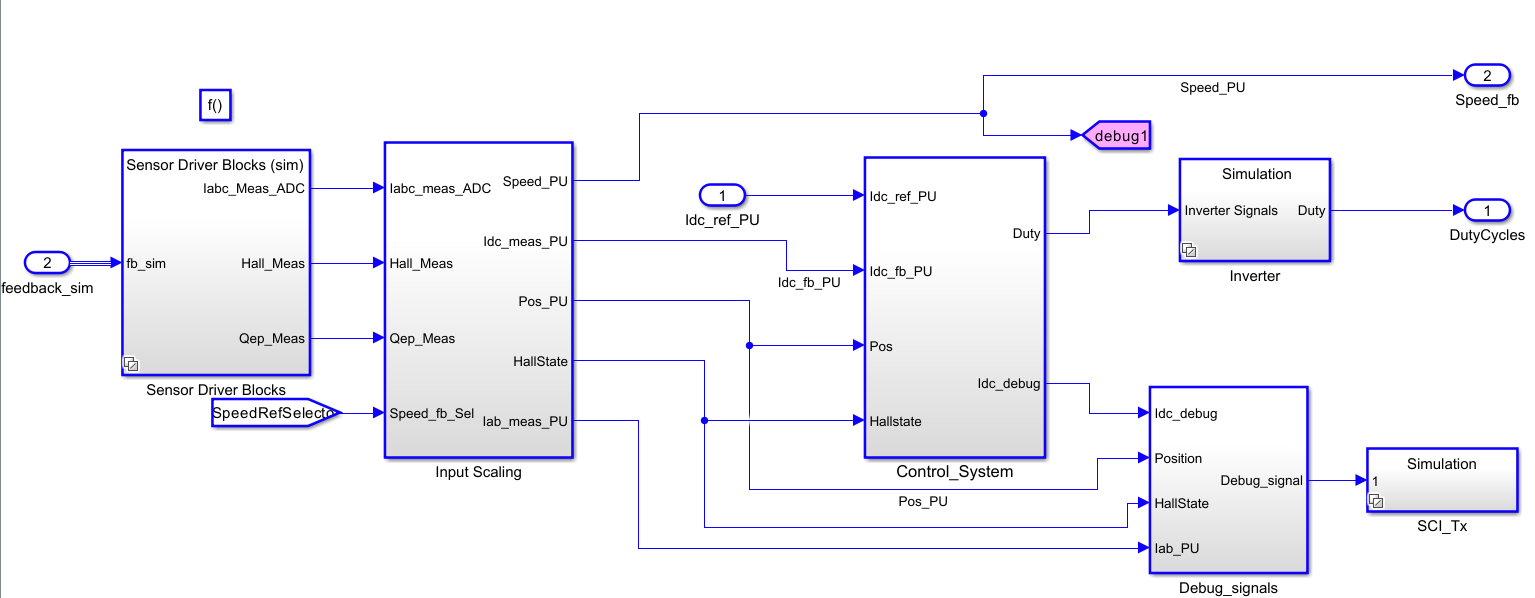 f()
Sensor Driver Blocks (sim)
Iabc_Meas_ADC
fb_sim
Hall_Meas
Qep_Meas
Sensor Driver Blocks
2
feedback_sim
SpeedRefSelecto
Iabc_meas_ADC
Hall_Meas
Qep_Meas
Speed_fb_Sel
Speed_PU
Idc_meas_PU
Pos_PU
HallState
Iab_meas_PU
Input Scaling
1
Idc_ref_PU
Idc_fb_PU
Pos_PU
Idc_ref_PU
Idc_fb_PU
Pos
Hallstate
Duty
Idc_debug
Control_System
Speed_PU
2
Speed_fb
debug1
Simulation
Inverter Signals
Duty
Inverter
1
DutyCycles
Idc_debug
Position
HallState
Iab_PU
Debug_signal
Debug_signals
Simulation
1
SCI_Tx